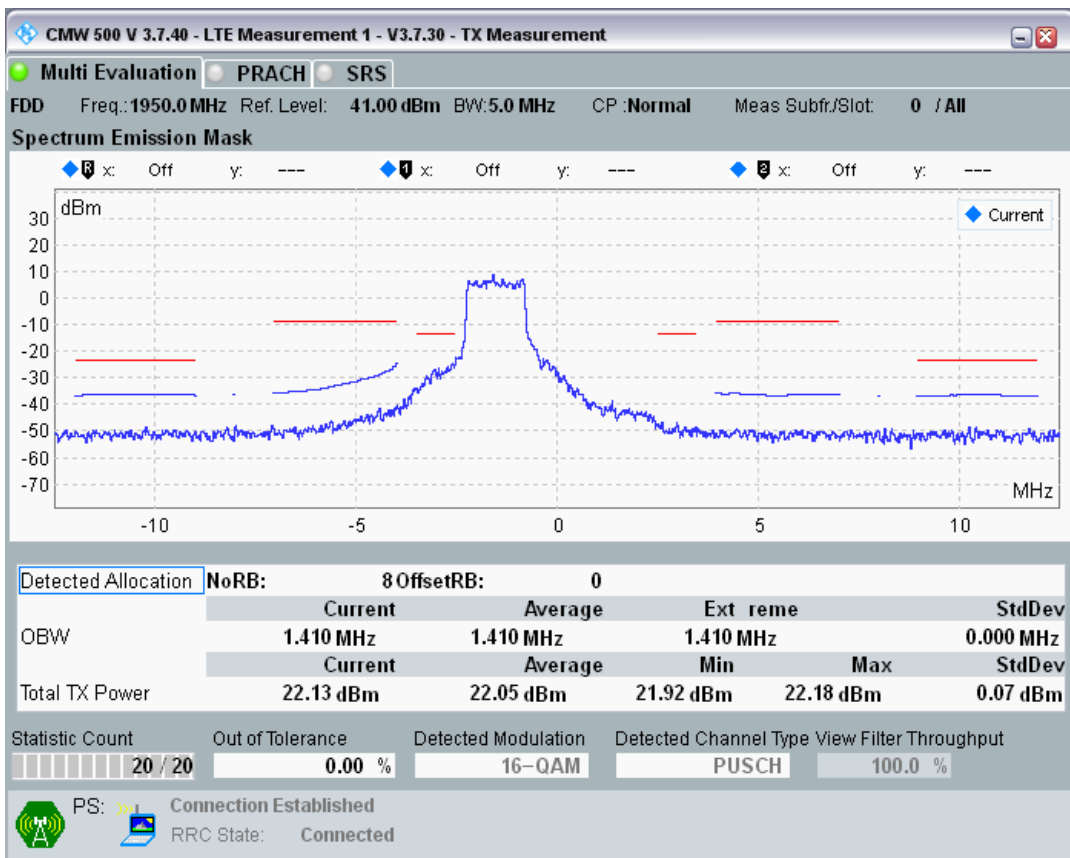 CMW 500 V 3.7.40 - LTE Measurement 1 - V3.7.30 - TX Measurement
Multi Evaluation PRACH SRS
FDD Freq.: 1950.0 MHz Ref. Level: 41.00 dBm BW: 5.0 MHz CP : Normal Meas Subfr./Slot: 0 / All
Spectrum Emission Mask
R x: Off y: --- 1 x: Off y: --- 2 x: Off y: ---
dBm
Current
30
20
10
0
-10
-20
-30
-40
-50
-60
-70
MHz
-10 -5 0 5 10
Detected Allocation NoRB: 8 OffsetRB: 0
Current Average Ext reme StdDev
OBW 1.410 MHz 1.410 MHz 1.410 MHz 0.000 MHz
Current Average Min Max StdDev
Total TX Power 22.13 dBm 22.05 dBm 21.92 dBm 22.18 dBm 0.07 dBm
Statistic Count Out of Tolerance Detected Modulation Detected Channel Type View Filter Throughput
20 / 20 0.00 % 16-QAM PUSCH 100.0 %
PS: Connection Established
RRC State: Connected